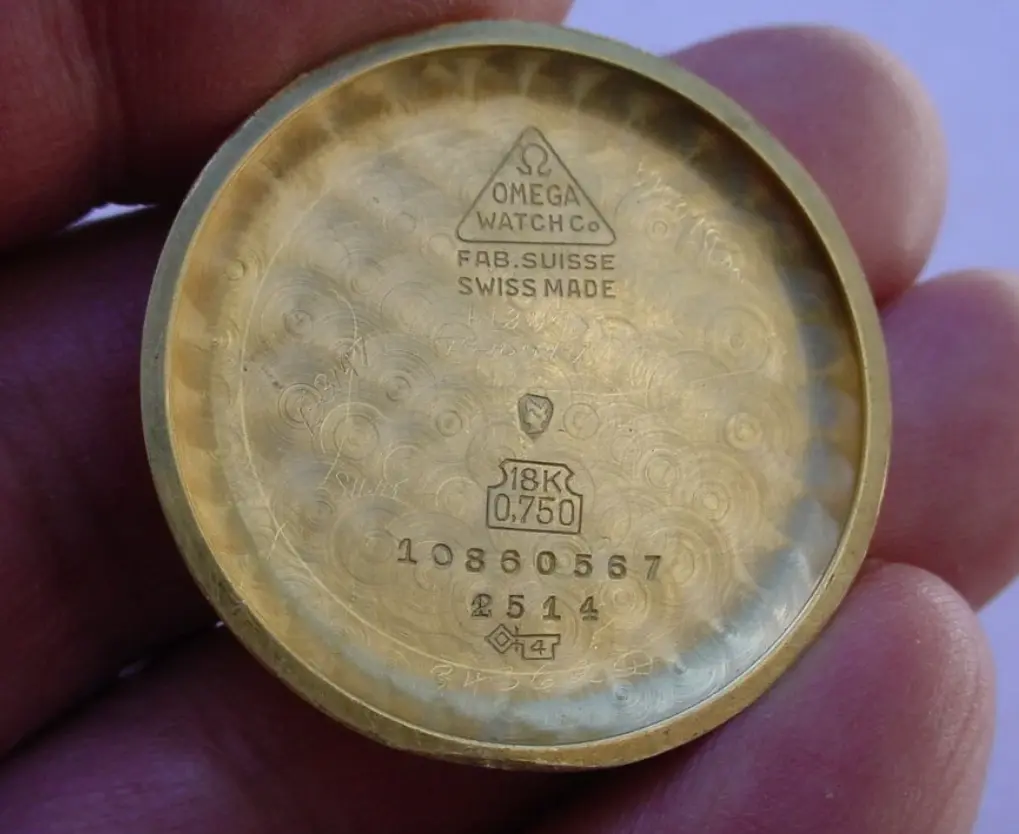 Ω
OMEGA
WATCH Co
FAB. SUISSE
SWISS MADE
18K
0,750
10860567
2514
4